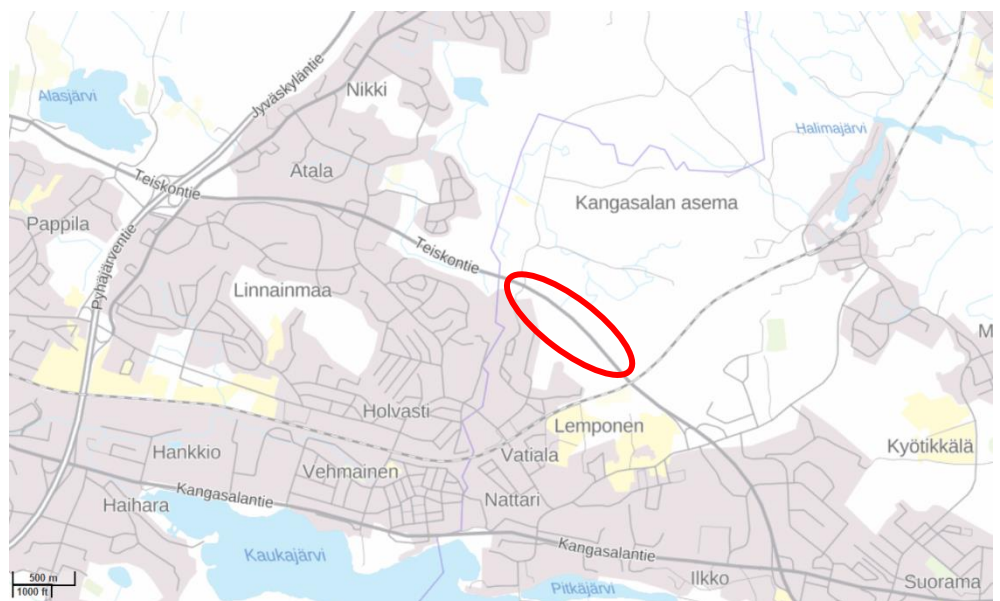 Nikki
Jyväskyläntie
Alasjärvi
Halimajärvi
Atala
Teiskontie
Kangasalan asema
Pappila
Teiskontie
Pyhäjärventie
Linnainmaa
M
Holvasti
Lemponen
Kyötikkälä
Hankkio
Vatiala
Vehmainen
Nattari
Kangasalantie
Haihara
Kangasalantie
Kaukajärvi
Ilkko
Suorama
Pitkäjärvi
500 m
1000 ft